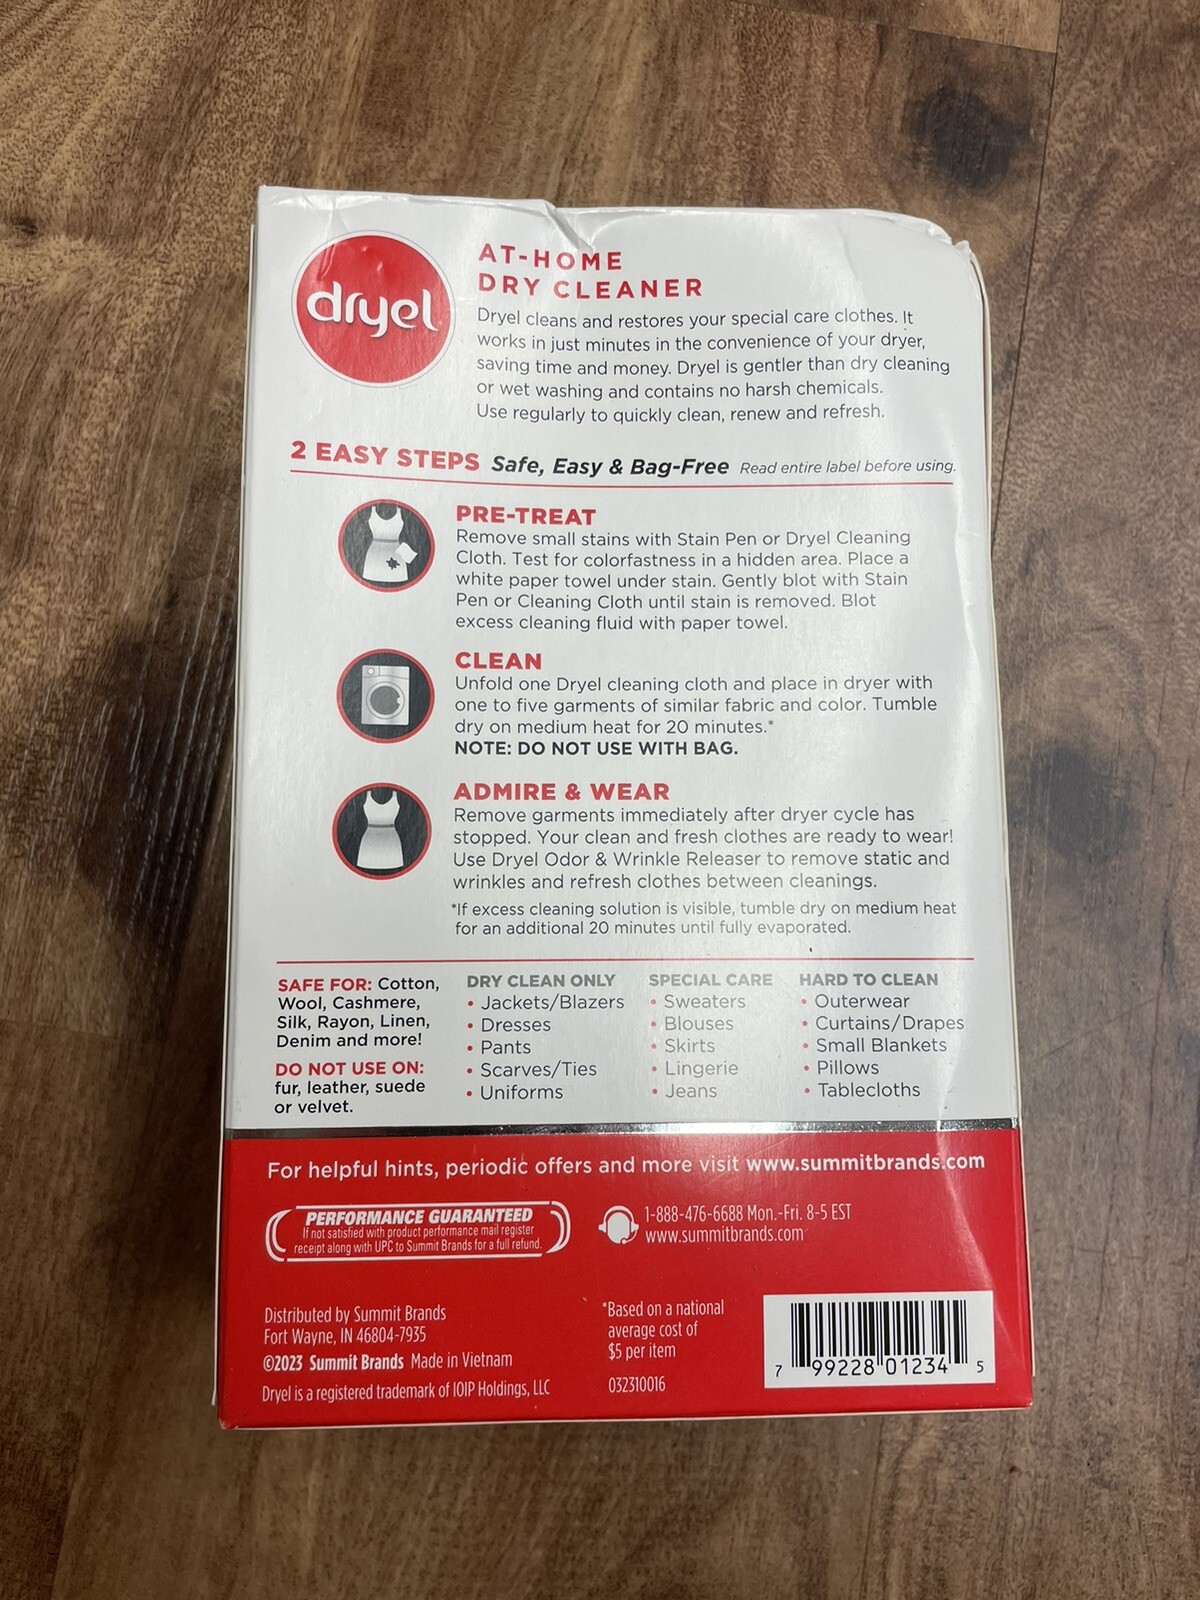 dryel
AT-HOME
DRY CLEANER
Dryel cleans and restores your special care clothes. It
works in just minutes in the convenience of your dryer,
saving time and money. Dryel is gentler than dry cleaning
or wet washing and contains no harsh chemicals.
Use regularly to quickly clean, renew and refresh.
2 EASY STEPS Safe, Easy & Bag-Free Read entire label before using.
PRE-TREAT
Remove small stains with Stain Pen or Dryel Cleaning
Cloth. Test for colorfastness in a hidden area. Place a
white paper towel under stain. Gently blot with Stain
Pen or Cleaning Cloth until stain is removed. Blot
excess cleaning fluid with paper towel.
CLEAN
Unfold one Dryel cleaning cloth and place in dryer with
one to five garments of similar fabric and color. Tumble
dry on medium heat for 20 minutes.*
NOTE: DO NOT USE WITH BAG.
ADMIRE & WEAR
Remove garments immediately after dryer cycle has
stopped. Your clean and fresh clothes are ready to wear!
Use Dryel Odor & Wrinkle Releaser to remove static and
wrinkles and refresh clothes between cleanings.
*If excess cleaning solution is visible, tumble dry on medium heat
for an additional 20 minutes until fully evaporated.
SAFE FOR: Cotton,
Wool, Cashmere,
Silk, Rayon, Linen,
Denim and more!
DO NOT USE ON:
fur, leather, suede
or velvet.
DRY CLEAN ONLY
• Jackets/Blazers
• Dresses
• Pants
• Scarves/Ties
• Uniforms
SPECIAL CARE
• Sweaters
• Blouses
• Skirts
• Lingerie
• Jeans
HARD TO CLEAN
• Outerwear
• Curtains/Drapes
• Small Blankets
• Pillows
• Tablecloths
For helpful hints, periodic offers and more visit www.summitbrands.com
PERFORMANCE GUARANTEED
If not satisfied with product performance mail register
receipt along with UPC to Summit Brands for a full refund.
1-888-476-6688 Mon.-Fri. 8-5 EST
www.summitbrands.com
Distributed by Summit Brands
Fort Wayne, IN 46804-7935
©2023 Summit Brands Made in Vietnam
Dryel is a registered trademark of IOIP Holdings, LLC
*Based on a national
average cost of
$5 per item
032310016
7 99228 01234 5